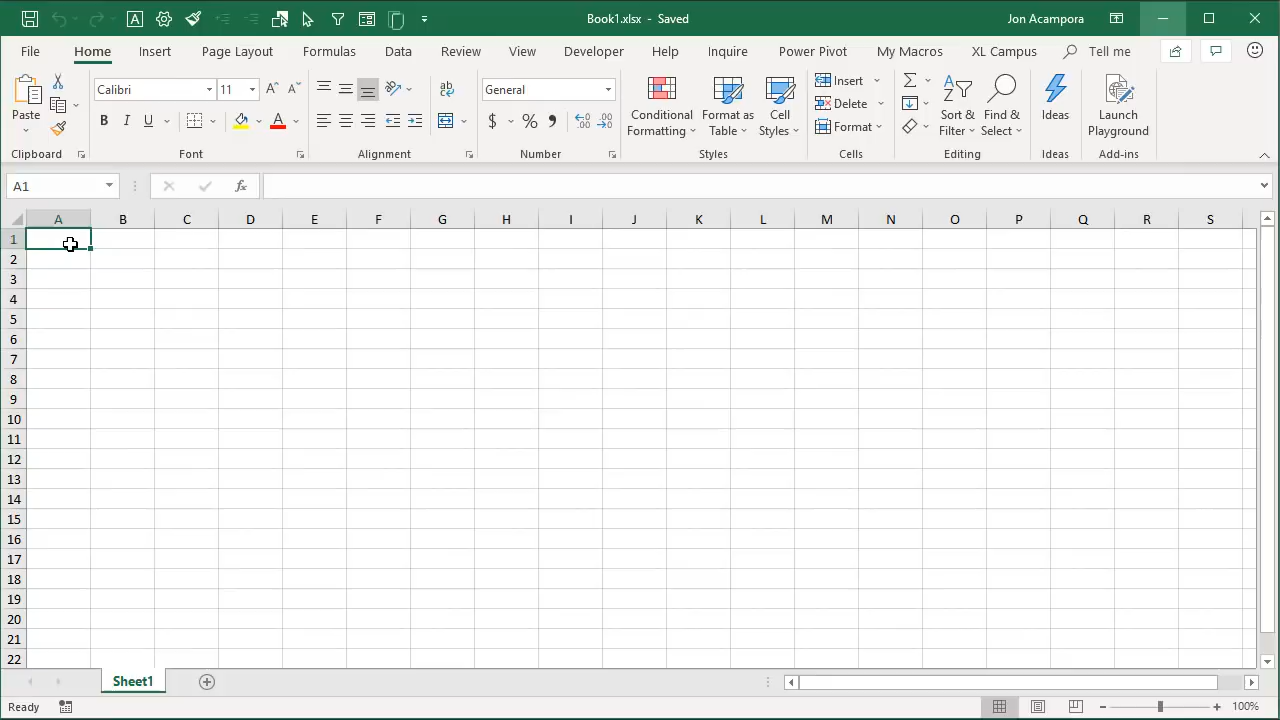 Book1.xlsx - Saved
Jon Acampora
File Home Insert Page Layout Formulas Data Review View Developer Help Inquire Power Pivot My Macros XL Campus Tell me
Paste
Clipboard
Calibri 11
B I U A
Font
ab
Alignment
General
$ % ,
Number
Conditional Formatting
Format as Table
Cell Styles
Styles
Insert
Delete
Format
Cells
Sort & Filter
Find & Select
Editing
Ideas
Ideas
Launch Playground
Add-ins
A1 fx
A B C D E F G H I J K L M N O P Q R S
1
2
3
4
5
6
7
8
9
10
11
12
13
14
15
16
17
18
19
20
21
22
Sheet1
Ready
100%